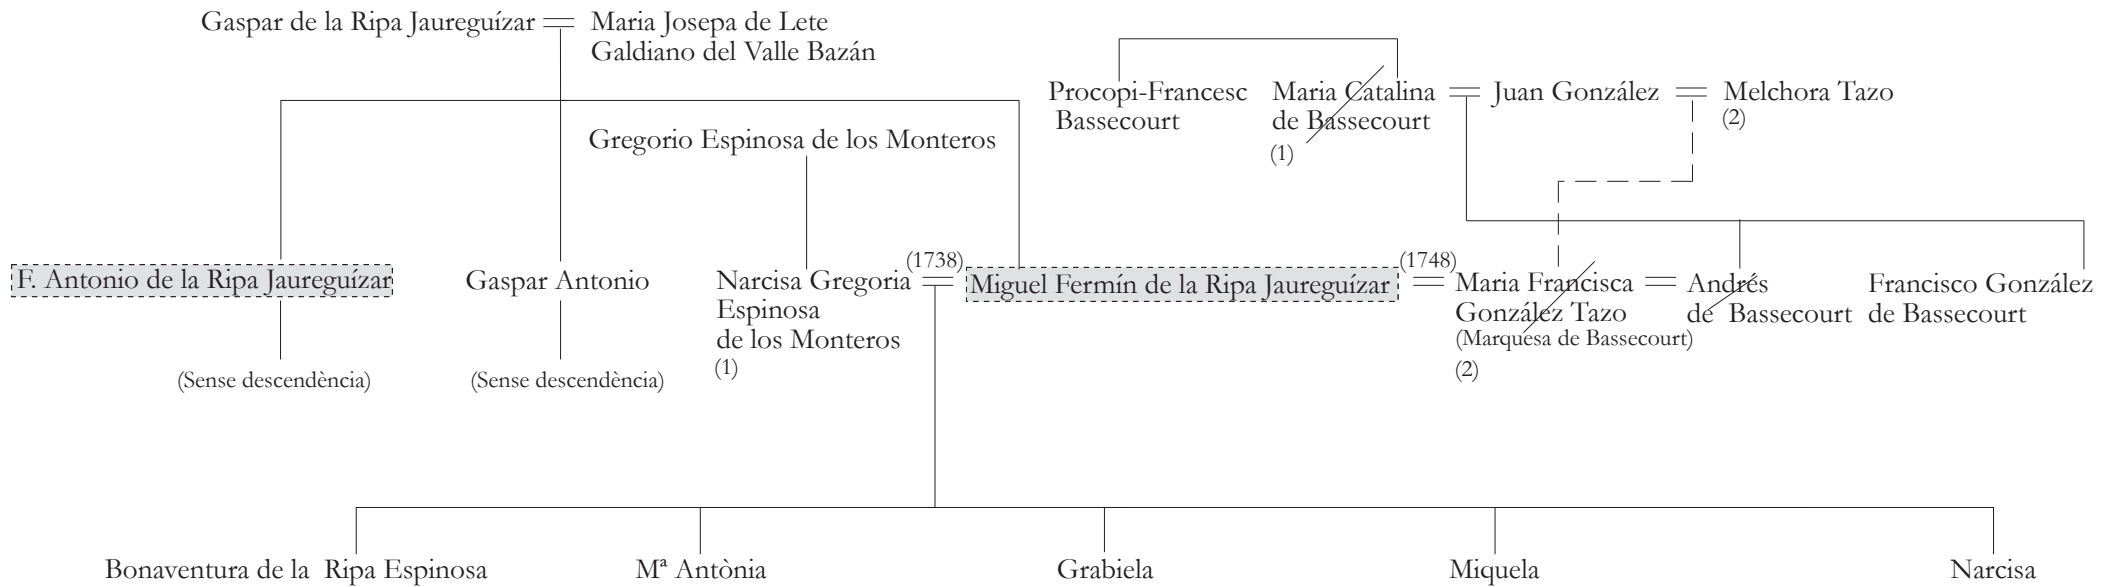 Gaspar de la Ripa Jaureguízar
Maria Josepa de Lete
Galdiano del Valle Bazán
Procopi-Francesc
Bassecourt
Maria Catalina
de Bassecourt
(1)
Juan González
Melchora Tazo
(2)
Gregorio Espinosa de los Monteros
F. Antonio de la Ripa Jaureguízar
(Sense descendència)
Gaspar Antonio
(Sense descendència)
Narcisa Gregoria
Espinosa
de los Monteros
(1)
(1738)
Miguel Fermín de la Ripa Jaureguízar
(1748)
Maria Francisca
González Tazo
(Marquesa de Bassecourt)
(2)
Andrés
de Bassecourt
Francisco González
de Bassecourt
Bonaventura de la Ripa Espinosa
Mª Antònia
Grabiela
Miquela
Narcisa